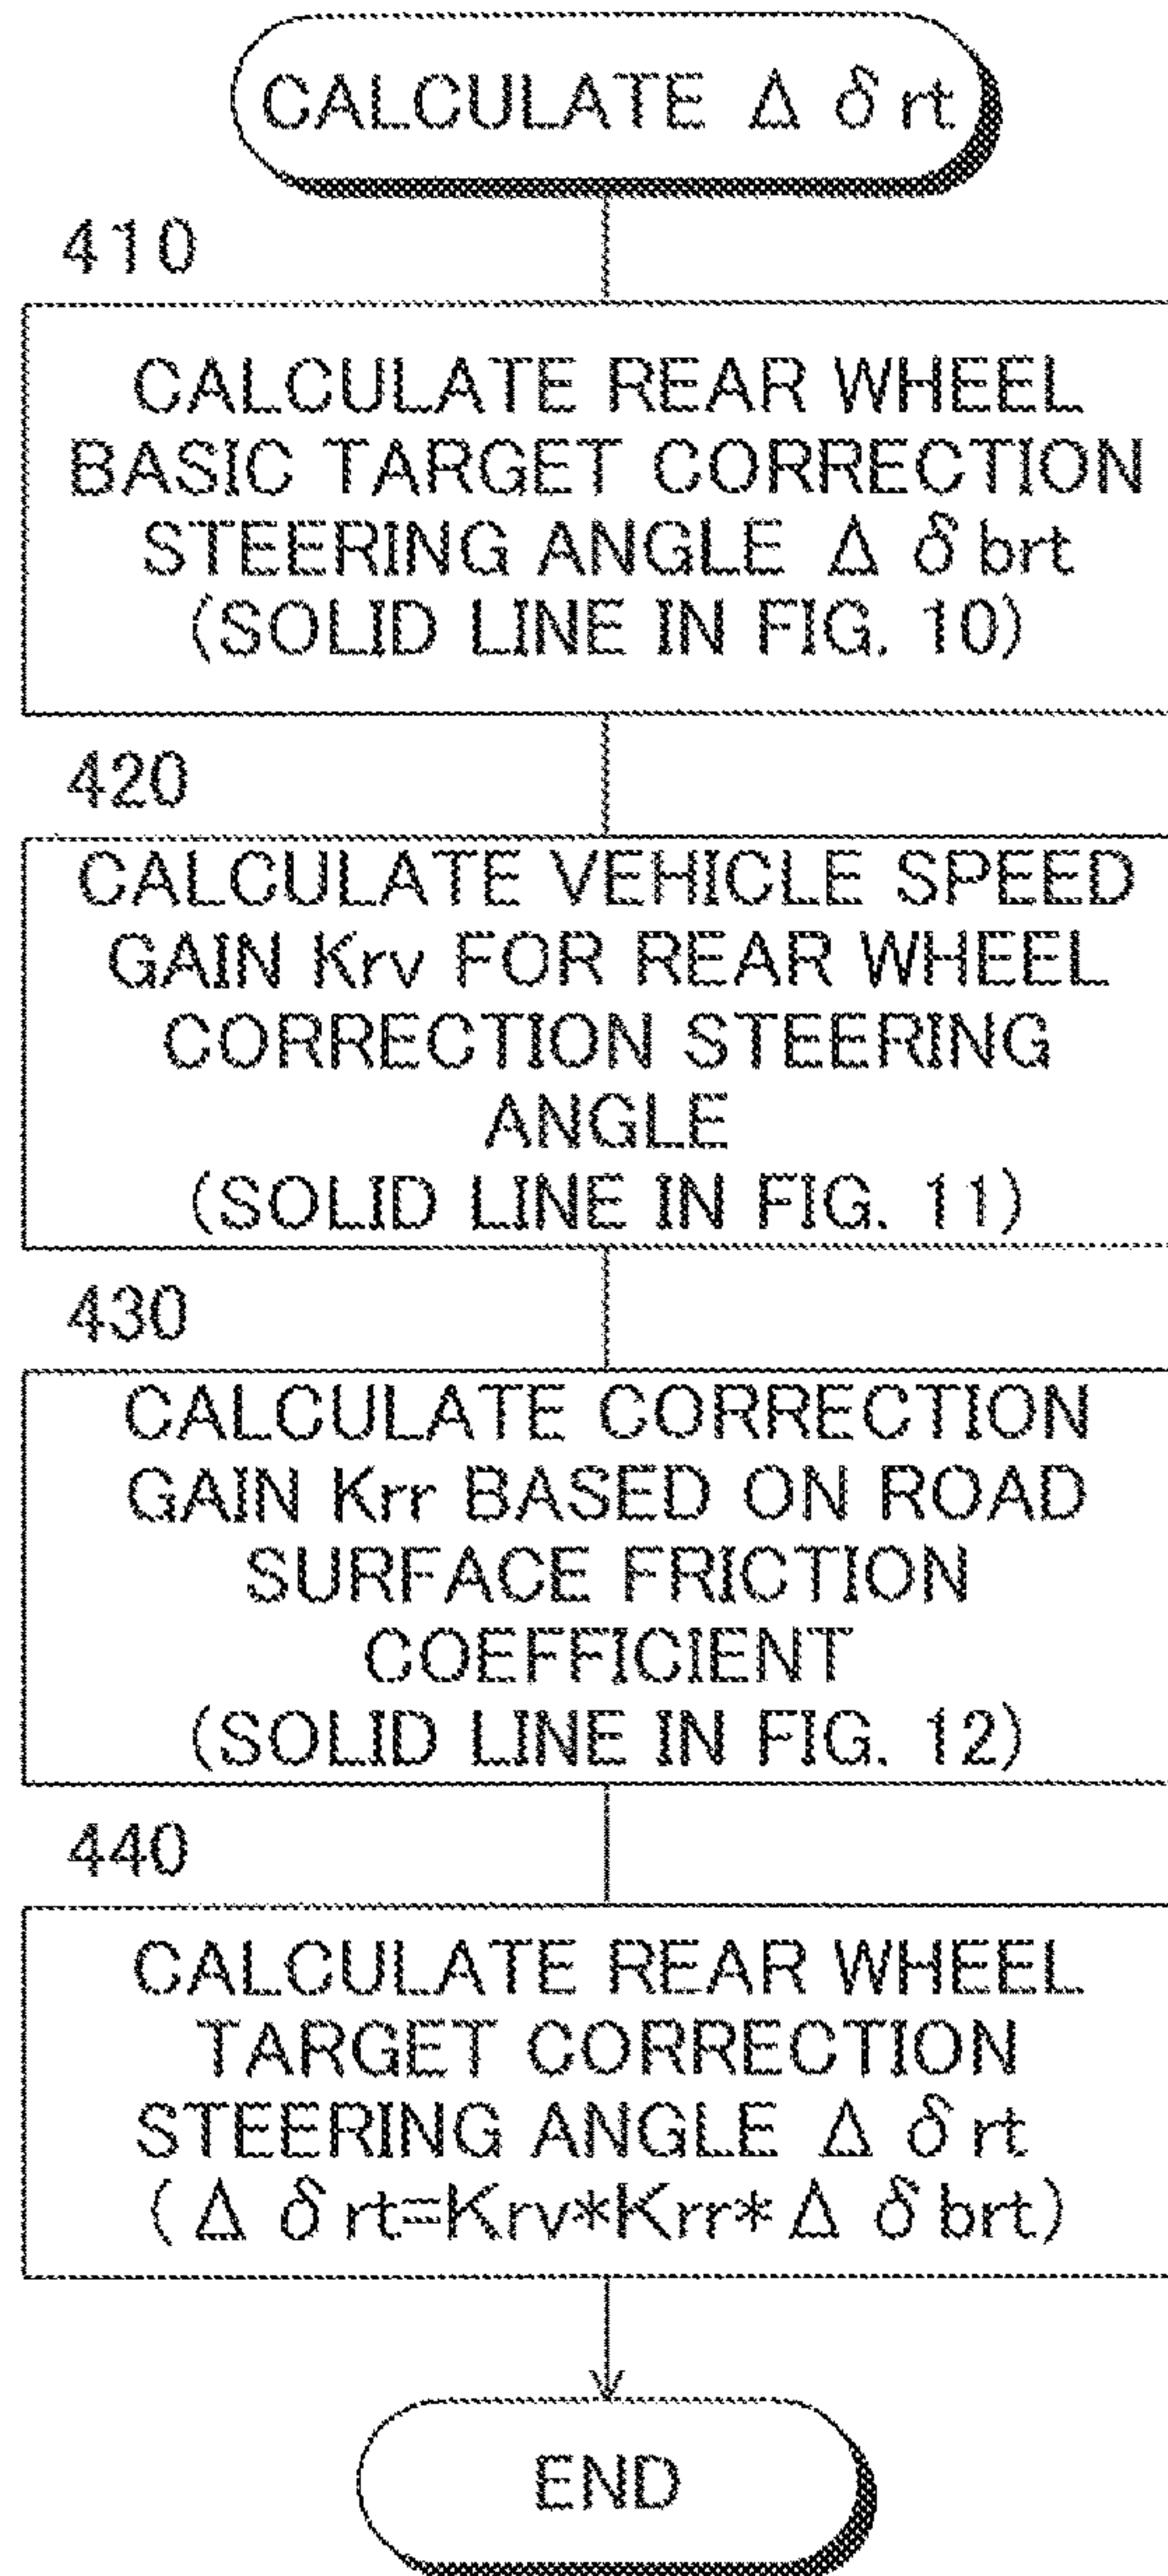 CALCULATE Δ δ rt
410
CALCULATE REAR WHEEL
BASIC TARGET CORRECTION
STEERING ANGLE Δ δ brt
(SOLID LINE IN FIG. 10)
420
CALCULATE VEHICLE SPEED
GAIN Krv FOR REAR WHEEL
CORRECTION STEERING
ANGLE
(SOLID LINE IN FIG. 11)
430
CALCULATE CORRECTION
GAIN Krr BASED ON ROAD
SURFACE FRICTION
COEFFICIENT
(SOLID LINE IN FIG. 12)
440
CALCULATE REAR WHEEL
TARGET CORRECTION
STEERING ANGLE Δ δ rt
(Δ δ rt=Krv*Krr*Δ δ brt)
END